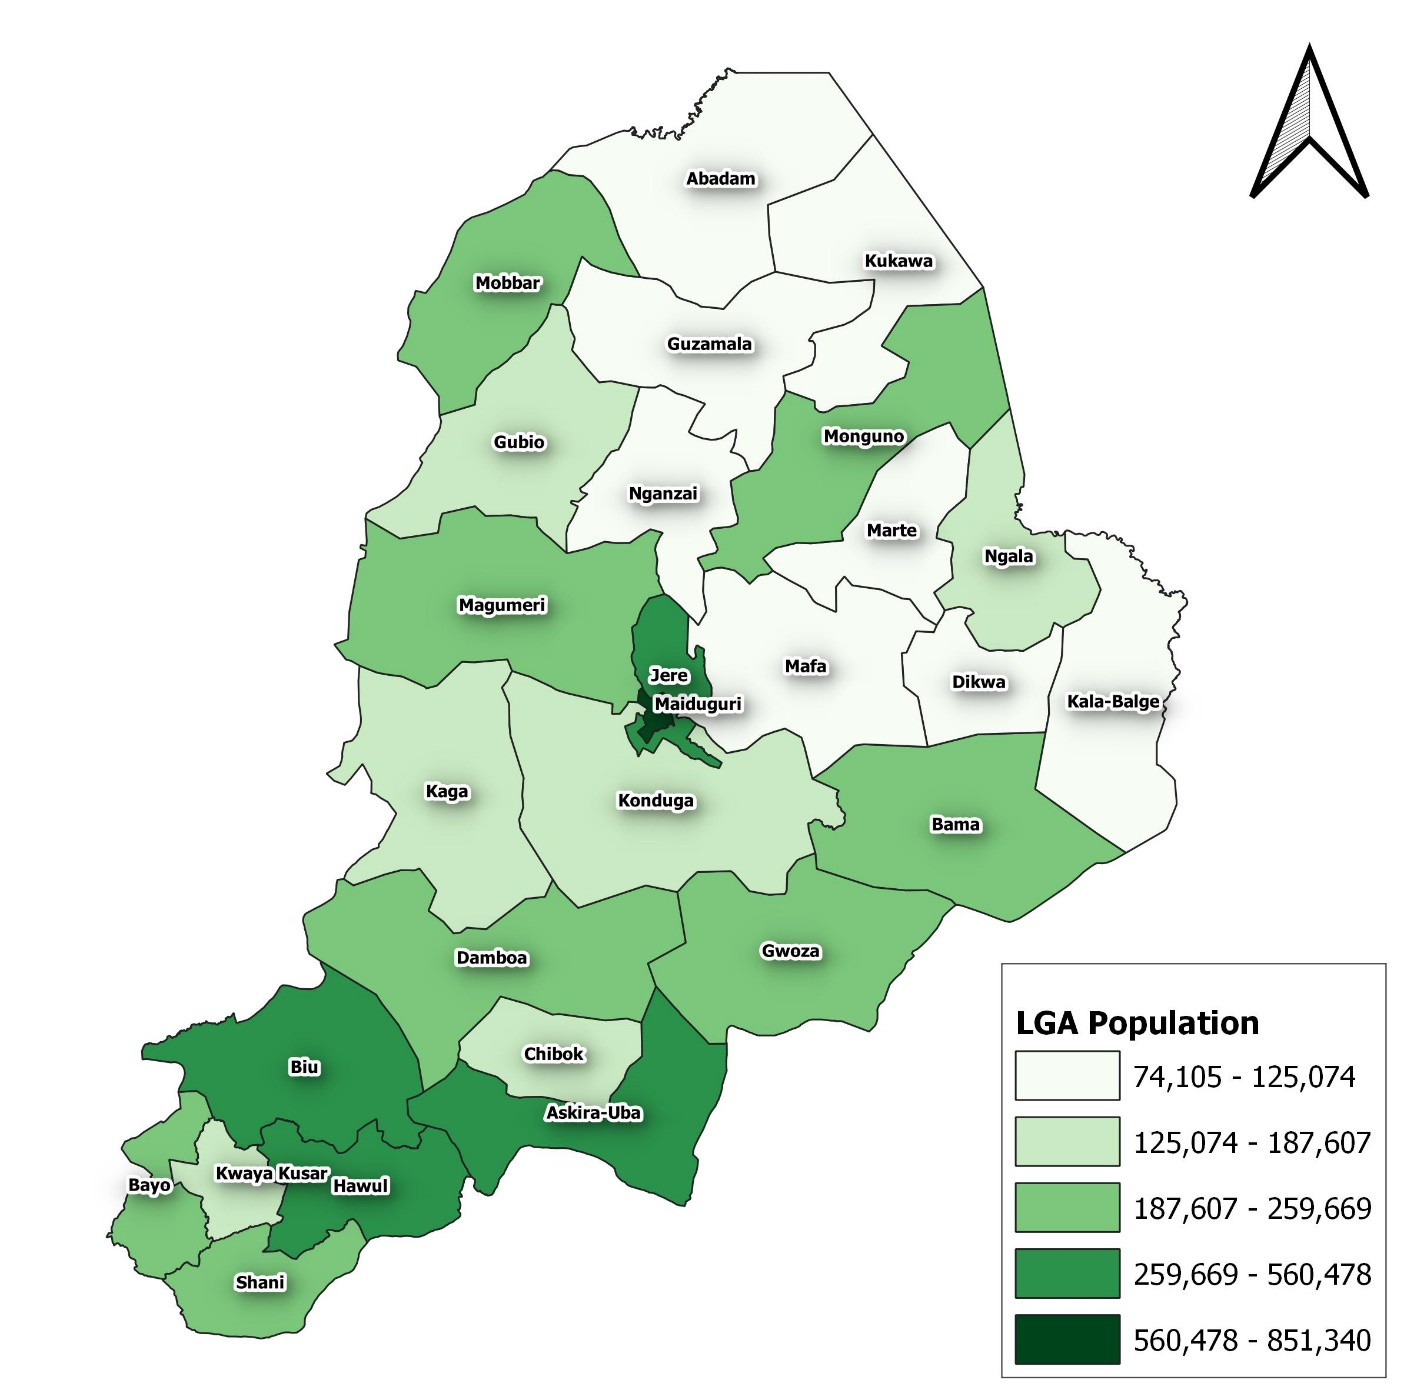 Abadam
Kukawa
Mobbar
Guzamala
Monguno
Gubio
Nganzai
Marte
Ngala
Magumeri
Mafa
Jere
Dikwa
Kala-Balge
Maiduguri
Kaga
Konduga
Bama
Gwoza
Damboa
Chibok
Biu
Askira-Uba
Kwaya Kusar
Bayo
Hawul
Shani
LGA Population
74,105 - 125,074
125,074 - 187,607
187,607 - 259,669
259,669 - 560,478
560,478 - 851,340